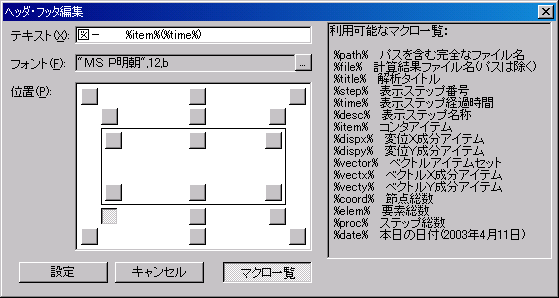 ヘッダ・フッタ編集
テキスト(X): 図－　　%item%(%time%)
フォント(F): "ＭＳ Ｐ明朝",12,b ...
位置(P):
設定 キャンセル マクロ一覧
利用可能なマクロ一覧:
%path%　パスを含む完全なファイル名
%file%　計算結果ファイル名(パスは除く)
%title%　解析タイトル
%step%　表示ステップ番号
%time%　表示ステップ経過時間
%desc%　表示ステップ名称
%item%　コンタアイテム
%dispx%　変位X成分アイテム
%dispy%　変位Y成分アイテム
%vector%　ベクトルアイテムセット
%vectx%　ベクトルX成分アイテム
%vecty%　ベクトルY成分アイテム
%coord%　節点総数
%elem%　要素総数
%proc%　ステップ総数
%date%　本日の日付(2003年4月11日)